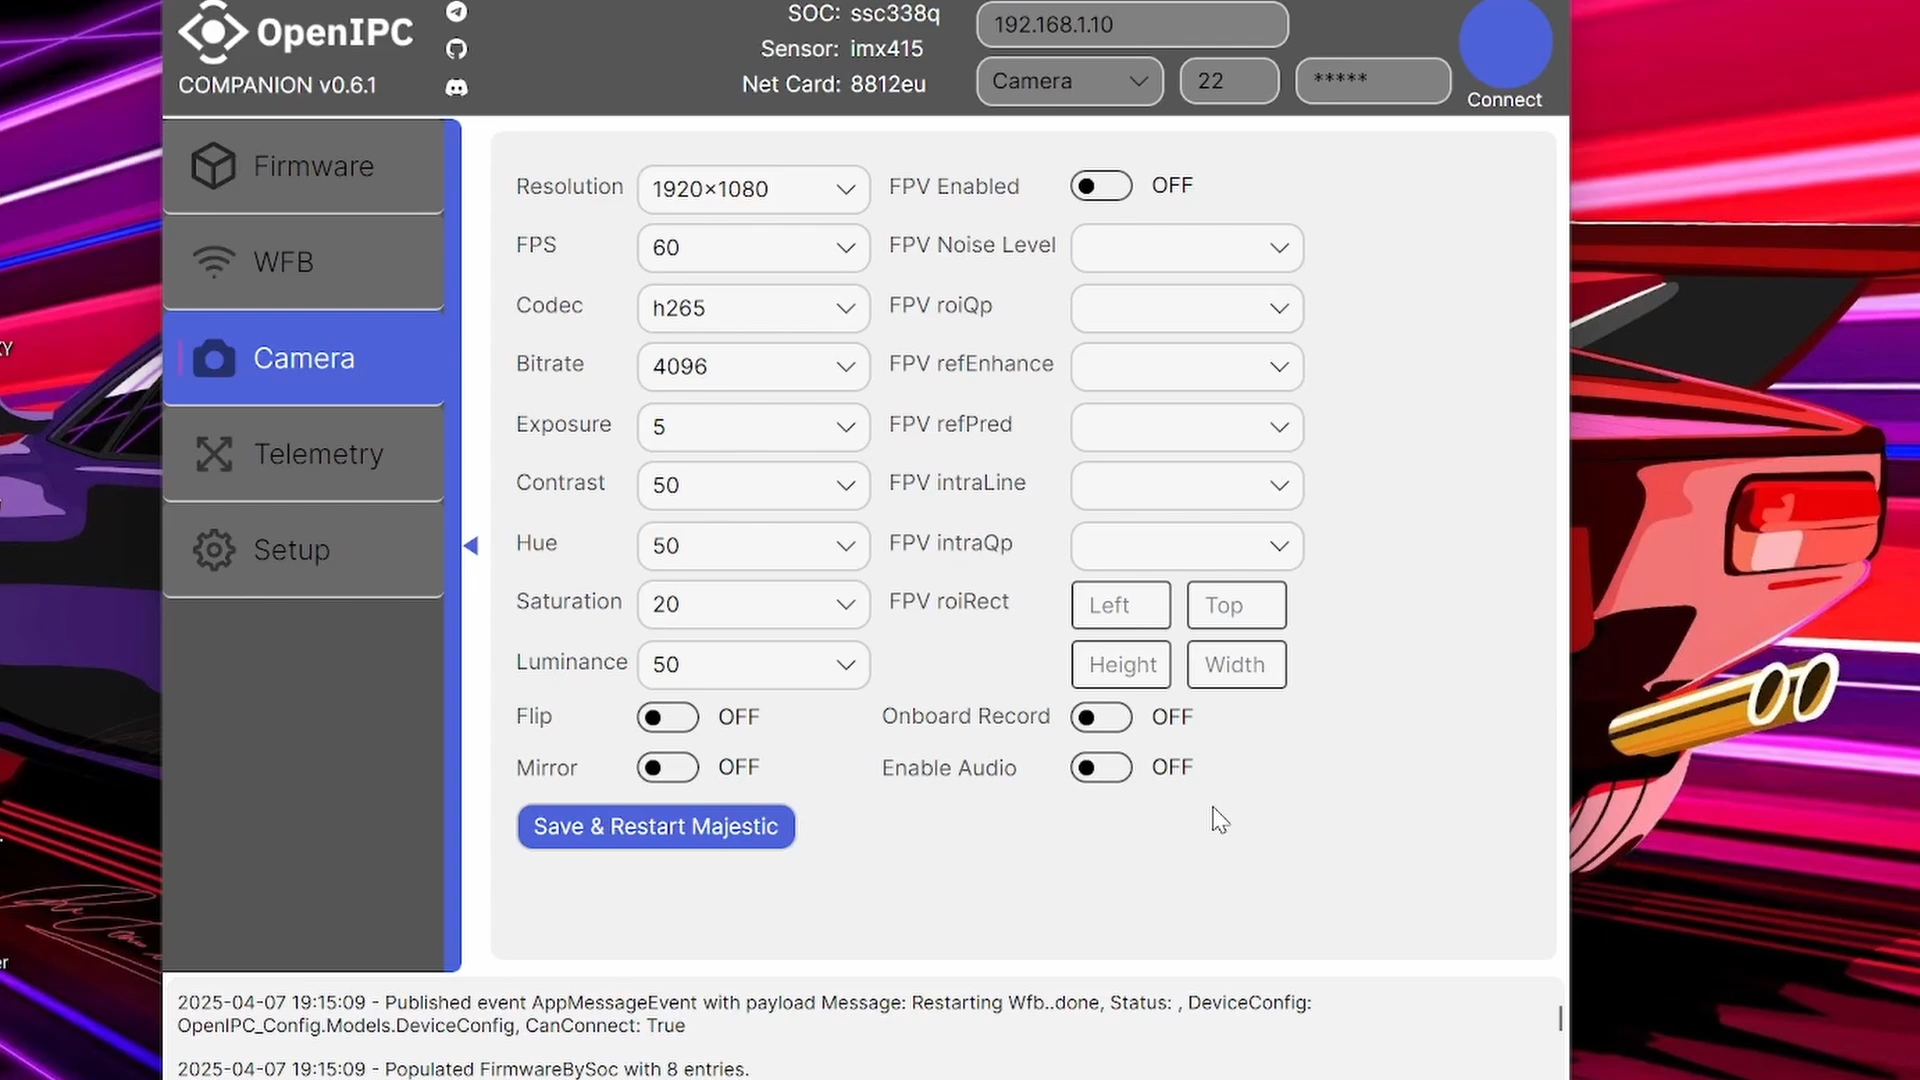 OpenIPC
COMPANION v0.6.1
SOC: ssc338q
Sensor: imx415
Net Card: 8812eu
192.168.1.10
Camera
22
*****
Connect
Firmware
WFB
Camera
Telemetry
Setup
Resolution 1920×1080 FPV Enabled OFF
FPS 60 FPV Noise Level
Codec h265 FPV roiQp
Bitrate 4096 FPV refEnhance
Exposure 5 FPV refPred
Contrast 50 FPV intraLine
Hue 50 FPV intraQp
Saturation 20 FPV roiRect Left Top
Luminance 50 Height Width
Flip OFF Onboard Record OFF
Mirror OFF Enable Audio OFF
Save & Restart Majestic
2025-04-07 19:15:09 - Published event AppMessageEvent with payload Message: Restarting Wfb..done, Status: , DeviceConfig:
OpenIPC_Config.Models.DeviceConfig, CanConnect: True
2025-04-07 19:15:09 - Populated FirmwareBySoc with 8 entries.